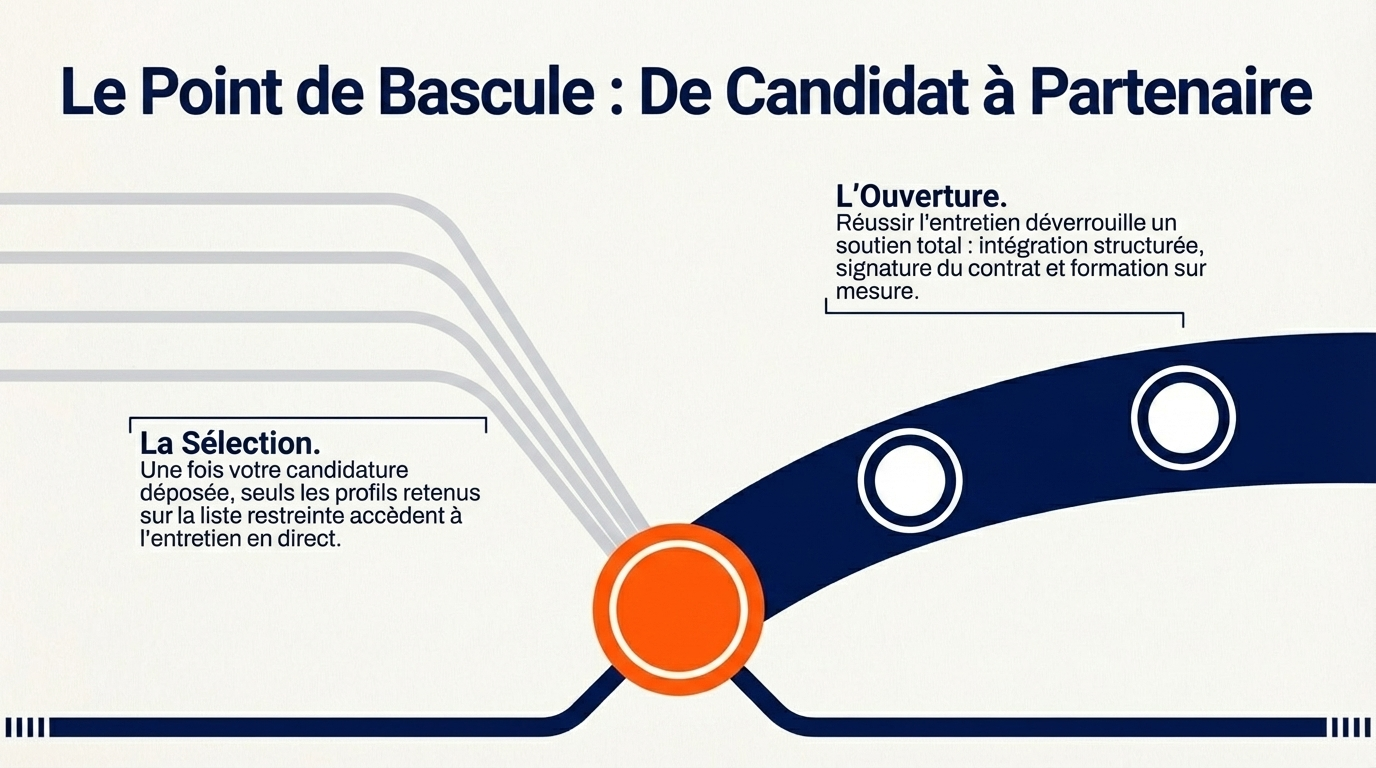 Le Point de Bascule : De Candidat à Partenaire
L'Ouverture.
Réussir l'entretien déverrouille un
soutien total : intégration structurée,
signature du contrat et formation sur
mesure.
La Sélection.
Une fois votre candidature
déposée, seuls les profils retenus
sur la liste restreinte accèdent à
l'entretien en direct.